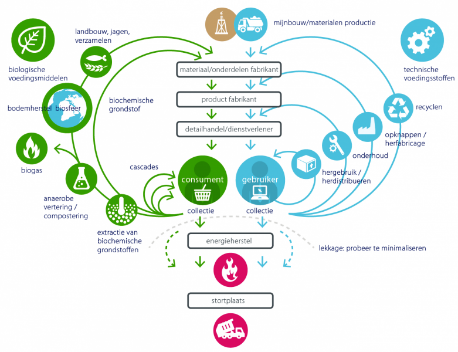 landbouw, jagen,
verzamelen
mijnbouw/materialen productie
biologische
voedingsmiddelen
technische
voedingsstoffen
materiaal/onderdelen fabrikant
bodemherstel biosfeer
biochemische
grondstof
product fabrikant
recyclen
detailhandel/dienstverlener
opknappen /
herfabricage
onderhoud
biogas
cascades
consument
gebruiker
hergebruik /
herdistribueren
anaerobe
vertering /
compostering
collectie
collectie
extractie van
biochemische
grondstoffen
energieherstel
lekkage: probeer te minimaliseren
stortplaats